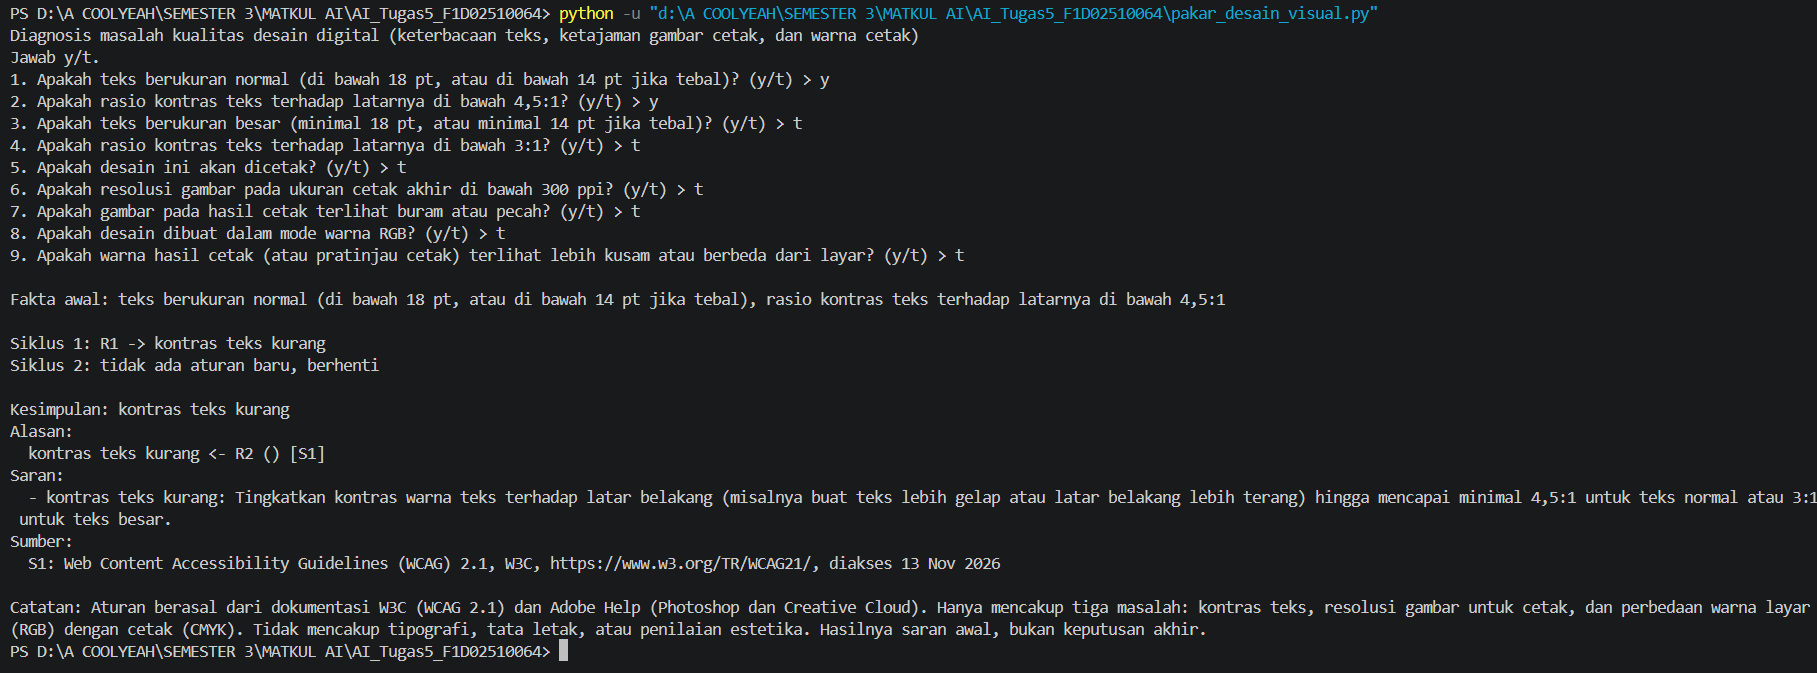 PS D:\A COOLYEAH\SEMESTER 3\MATKUL AI\AI_Tugas5_F1D02510064> python -u "d:\A COOLYEAH\SEMESTER 3\MATKUL AI\AI_Tugas5_F1D02510064\pakar_desain_visual.py"
Diagnosis masalah kualitas desain digital (keterbacaan teks, ketajaman gambar cetak, dan warna cetak)
Jawab y/t.
1. Apakah teks berukuran normal (di bawah 18 pt, atau di bawah 14 pt jika tebal)? (y/t) > y
2. Apakah rasio kontras teks terhadap latarnya di bawah 4,5:1? (y/t) > y
3. Apakah teks berukuran besar (minimal 18 pt, atau minimal 14 pt jika tebal)? (y/t) > t
4. Apakah rasio kontras teks terhadap latarnya di bawah 3:1? (y/t) > t
5. Apakah desain ini akan dicetak? (y/t) > t
6. Apakah resolusi gambar pada ukuran cetak akhir di bawah 300 ppi? (y/t) > t
7. Apakah gambar pada hasil cetak terlihat buram atau pecah? (y/t) > t
8. Apakah desain dibuat dalam mode warna RGB? (y/t) > t
9. Apakah warna hasil cetak (atau pratinjau cetak) terlihat lebih kusam atau berbeda dari layar? (y/t) > t
Fakta awal: teks berukuran normal (di bawah 18 pt, atau di bawah 14 pt jika tebal), rasio kontras teks terhadap latarnya di bawah 4,5:1
Siklus 1: R1 -> kontras teks kurang
Siklus 2: tidak ada aturan baru, berhenti
Kesimpulan: kontras teks kurang
Alasan:
kontras teks kurang <- R2 () [S1]
Saran:
- kontras teks kurang: Tingkatkan kontras warna teks terhadap latar belakang (misalnya buat teks lebih gelap atau latar belakang lebih terang) hingga mencapai minimal 4,5:1 untuk teks normal atau 3:1
untuk teks besar.
Sumber:
S1: Web Content Accessibility Guidelines (WCAG) 2.1, W3C, https://www.w3.org/TR/WCAG21/, diakses 13 Nov 2026
Catatan: Aturan berasal dari dokumentasi W3C (WCAG 2.1) dan Adobe Help (Photoshop dan Creative Cloud). Hanya mencakup tiga masalah: kontras teks, resolusi gambar untuk cetak, dan perbedaan warna layar
(RGB) dengan cetak (CMYK). Tidak mencakup tipografi, tata letak, atau penilaian estetika. Hasilnya saran awal, bukan keputusan akhir.
PS D:\A COOLYEAH\SEMESTER 3\MATKUL AI\AI_Tugas5_F1D02510064>